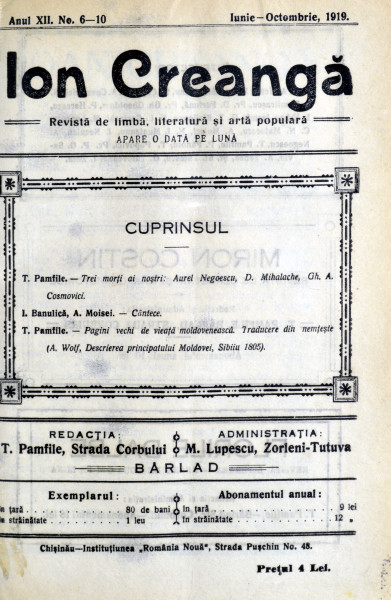 Anul XII. No. 6—10
Iunie—Octombrie, 1919.
Ion Creangă
Revistă de limbă, literatură și artă populară
APARE O DATĂ PE LUNĂ
CUPRINSUL
T. Pamfile. — Trei morți ai noștri: Aurel Negoescu, D. Mihalache, Gh. A.
Cosmovici.
I. Banulică, A. Moisei. — Cântece.
T. Pamfile. — Pagini vechi de vieață moldovenească. Traducere din nemțește
(A. Wolf, Descrierea principatului Moldovei, Sibiiu 1805).
REDACȚIA:
T. Pamfile, Strada Corbului
ADMINISTRAȚIA:
M. Lupescu, Zorleni-Tutuva
BÂRLAD
Exemplarul:
în țară . . . . . . . . . . . 80 de bani
în străinătate . . . . . . . . 1 leu
Abonamentul anual:
în țară . . . . . . . . . . . . 9 lei
în străinătate . . . . . . . . . 12 „
Chișinău—Instituțiunea „România Nouă“, Strada Pușchin No. 48.
Prețul 4 Lei.